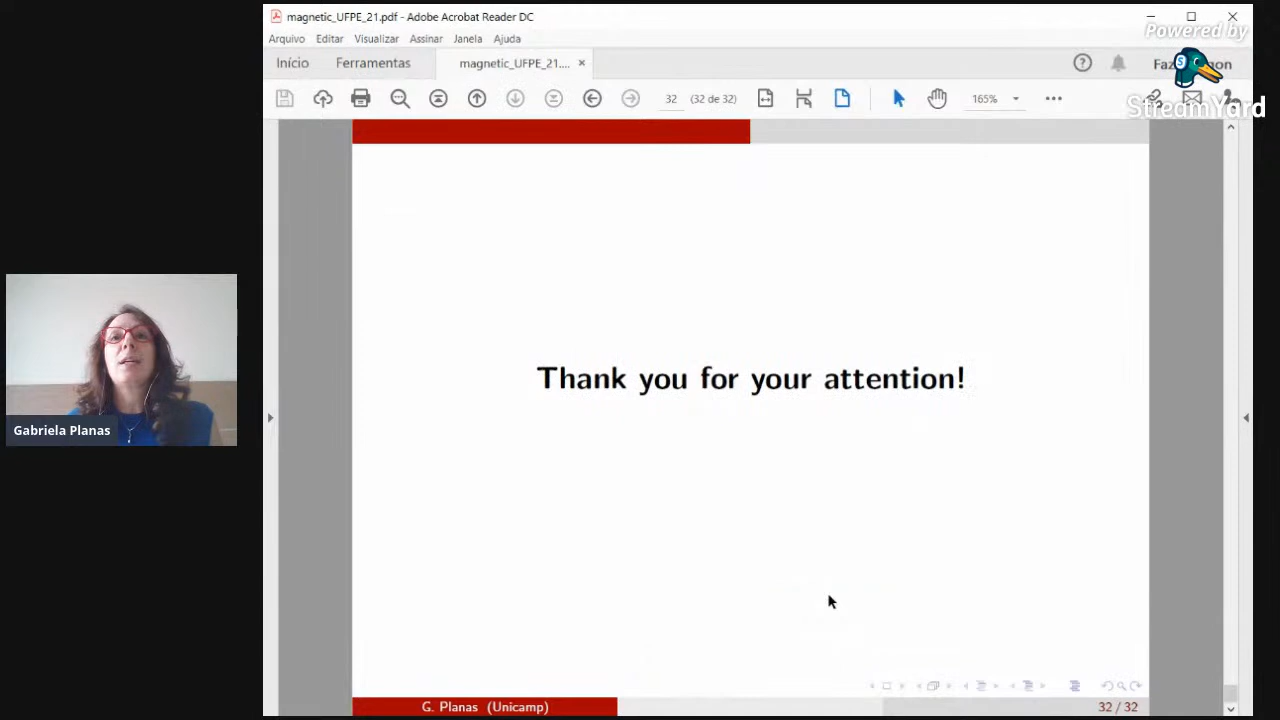 magnetic_UFPE_21.pdf - Adobe Acrobat Reader DC
Powered by
Arquivo Editar Visualizar Assinar Janela Ajuda
Início Ferramentas magnetic_UFPE_21.... ×
StreamYard
32 (32 de 32) 165%
Thank you for your attention!
Gabriela Planas
G. Planas (Unicamp) 32 / 32